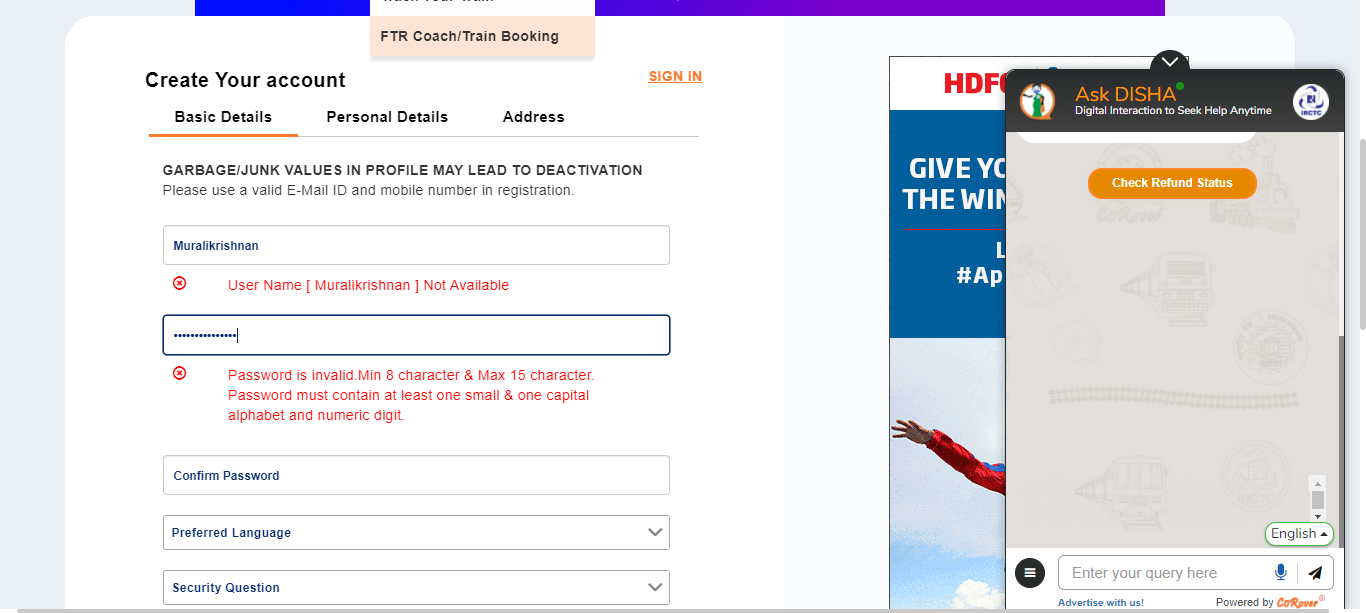 FTR Coach/Train Booking
Create Your account
SIGN IN
Basic Details
Personal Details
Address
GARBAGE/JUNK VALUES IN PROFILE MAY LEAD TO DEACTIVATION
Please use a valid E-Mail ID and mobile number in registration.
Muralikrishnan
User Name [ Muralikrishnan ] Not Available
•••••••••••••••
Password is invalid.Min 8 character & Max 15 character.
Password must contain at least one small & one capital
alphabet and numeric digit.
Confirm Password
Preferred Language
Security Question
HDF
GIVE YO
THE WIN
L
#Ap
Ask DISHA
Digital Interaction to Seek Help Anytime
IRCTC
Check Refund Status
English
Enter your query here
Advertise with us!
Powered by CoRover®